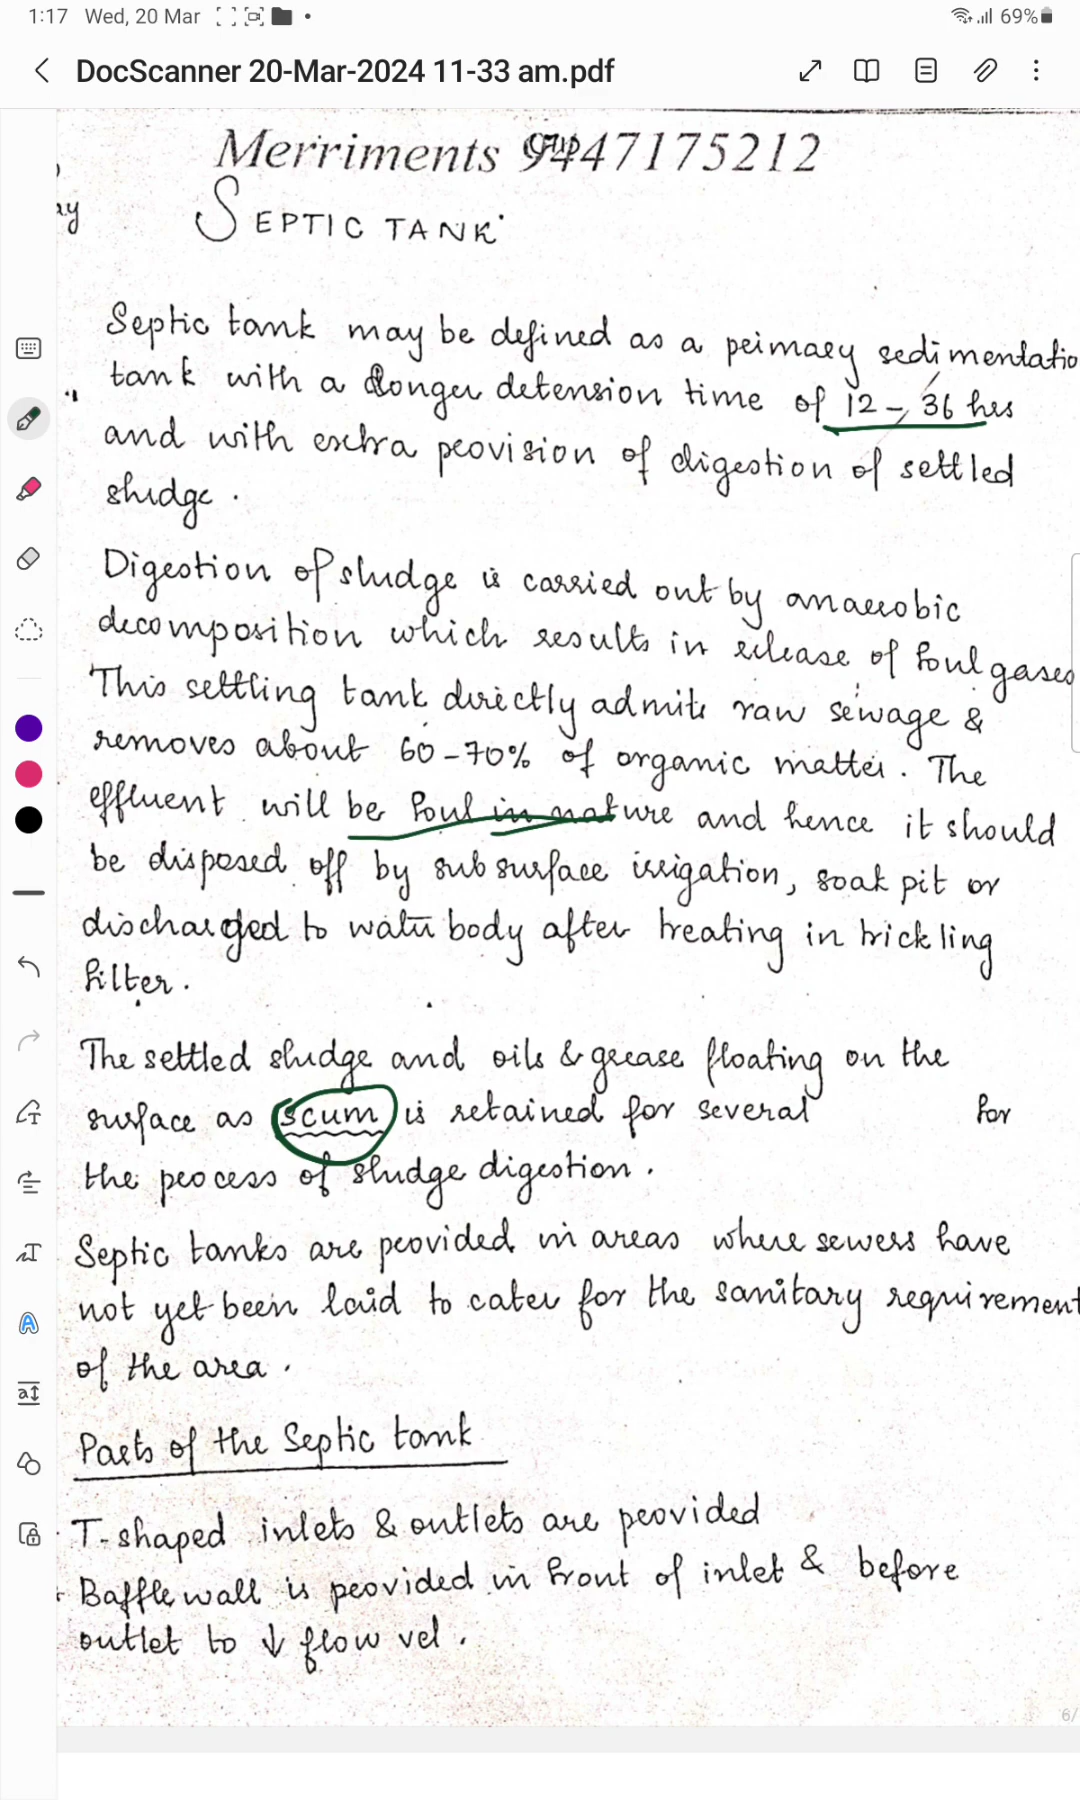 1:17 Wed, 20 Mar
69%
DocScanner 20-Mar-2024 11-33 am.pdf
Merriments 9447175212
ay
SEPTIC TANK
Septic tank may be defined as a primary sedimentatio
tank with a longer detension time of 12 - 36 hrs
and with extra provision of digestion of settled
sludge.
Digestion of sludge is carried out by anaerobic
decomposition which results in release of foul gases
This settling tank directly admits raw sewage &
removes about 60-70% of organic matter. The
effluent will be foul in nature and hence it should
be disposed off by sub surface irrigation, soak pit or
discharged to water body after treating in trickling
filter.
The settled sludge and oils & grease floating on the
surface as scum is retained for several for
the process of sludge digestion.
Septic tanks are provided in areas where sewers have
not yet been laid to cater for the sanitary requirement
of the area.
Parts of the Septic tank
T-shaped inlets & outlets are provided
Baffle wall is provided in front of inlet & before
outlet to ↓ flow vel.
6/